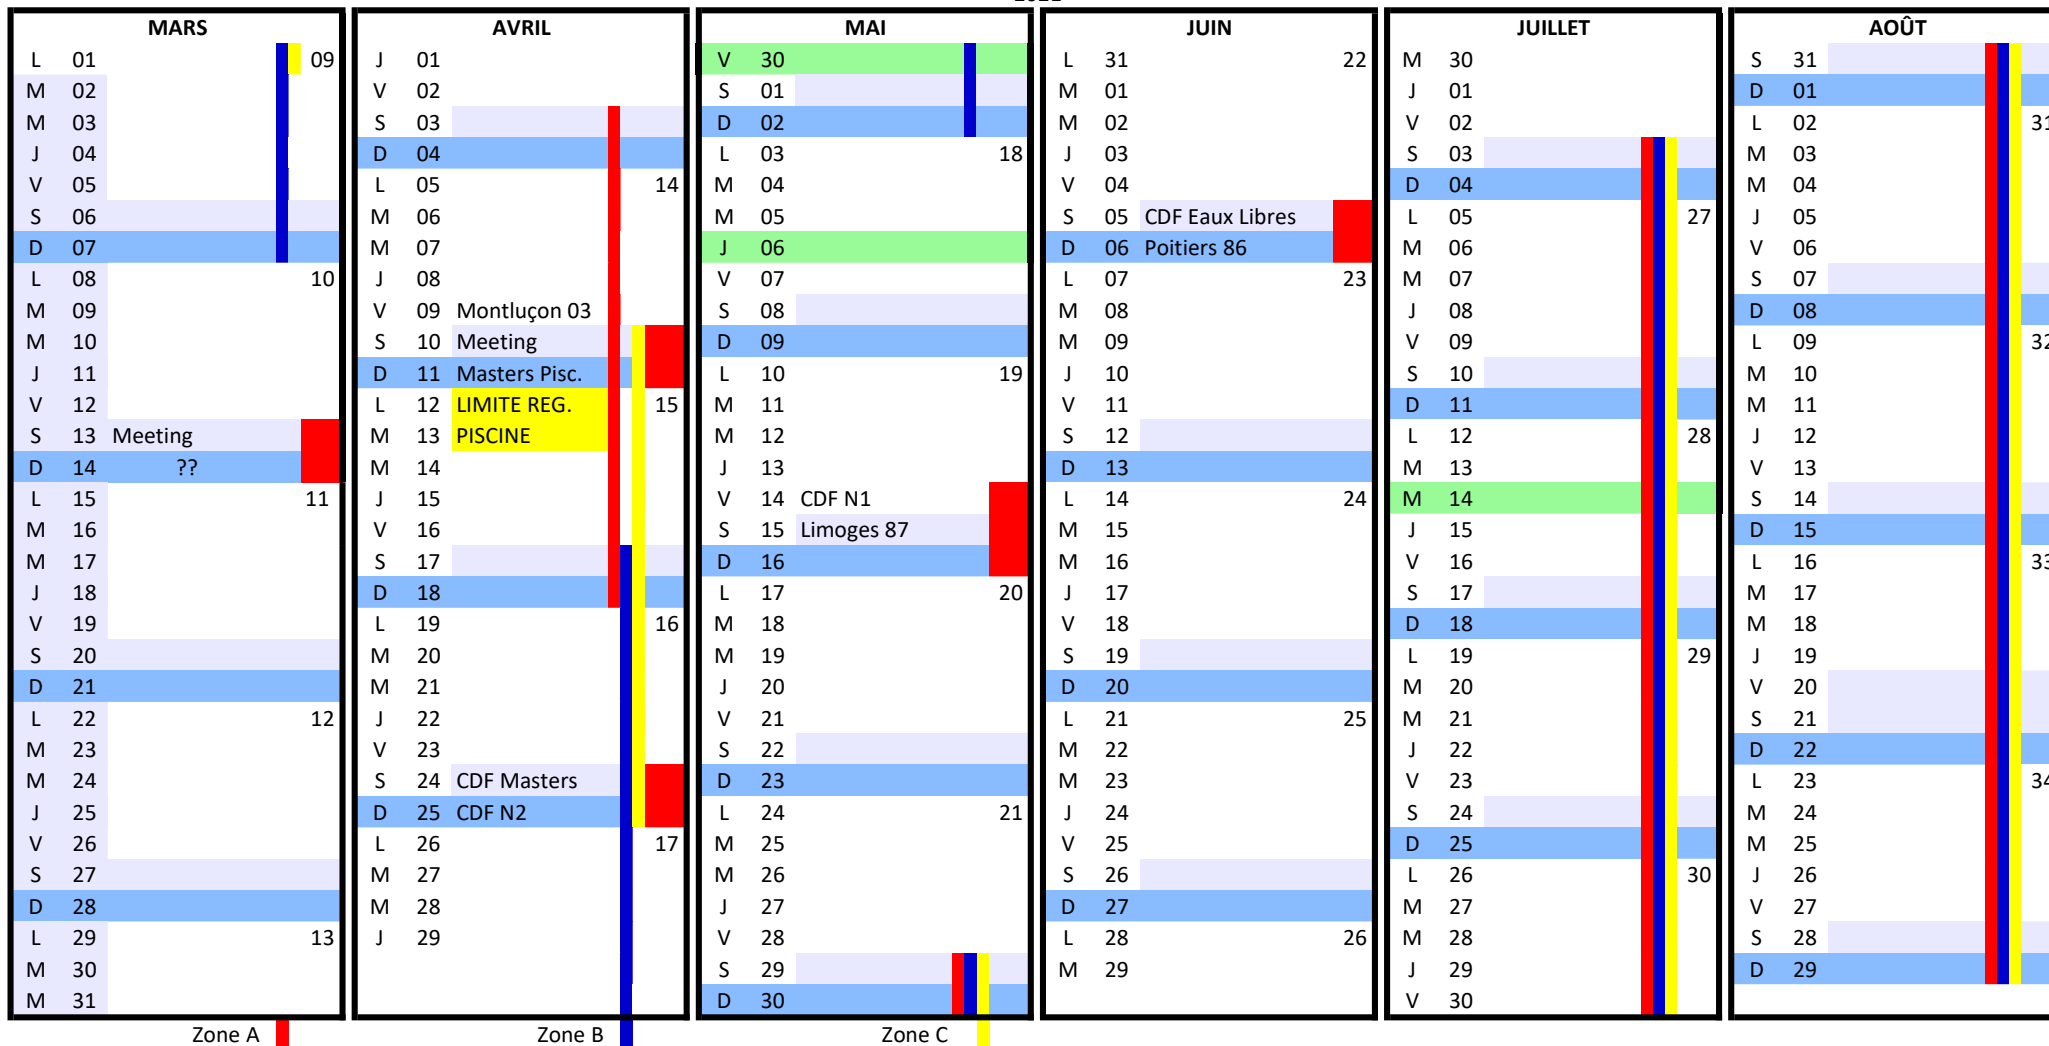 MARS
L 01 09
M 02
M 03
J 04
V 05
S 06
D 07
L 08 10
M 09
M 10
J 11
V 12
S 13 Meeting
D 14 ??
L 15 11
M 16
M 17
J 18
V 19
S 20
D 21
L 22 12
M 23
M 24
J 25
V 26
S 27
D 28
L 29 13
M 30
M 31
AVRIL
J 01
V 02
S 03
D 04
L 05 14
M 06
M 07
J 08
V 09 Montluçon 03
S 10 Meeting
D 11 Masters Pisc.
L 12 LIMITE REG. 15
M 13 PISCINE
M 14
J 15
V 16
S 17
D 18
L 19 16
M 20
M 21
J 22
V 23
S 24 CDF Masters
D 25 CDF N2
L 26 17
M 27
M 28
J 29
MAI
V 30
S 01
D 02
L 03 18
M 04
M 05
J 06
V 07
S 08
D 09
L 10 19
M 11
M 12
J 13
V 14 CDF N1
S 15 Limoges 87
D 16
L 17 20
M 18
M 19
J 20
V 21
S 22
D 23
L 24 21
M 25
M 26
J 27
V 28
S 29
D 30
JUIN
L 31 22
M 01
M 02
J 03
V 04
S 05 CDF Eaux Libres
D 06 Poitiers 86
L 07 23
M 08
M 09
J 10
V 11
S 12
D 13
L 14 24
M 15
M 16
J 17
V 18
S 19
D 20
L 21 25
M 22
M 23
J 24
V 25
S 26
D 27
L 28 26
M 29
JUILLET
M 30
J 01
V 02
S 03
D 04
L 05 27
M 06
M 07
J 08
V 09
S 10
D 11
L 12 28
M 13
M 14
J 15
V 16
S 17
D 18
L 19 29
M 20
M 21
J 22
V 23
S 24
D 25
L 26 30
M 27
M 28
J 29
V 30
AOÛT
S 31
D 01
L 02 31
M 03
M 04
J 05
V 06
S 07
D 08
L 09 32
M 10
M 11
J 12
V 13
S 14
D 15
L 16 33
M 17
M 18
J 19
V 20
S 21
D 22
L 23 34
M 24
M 25
J 26
V 27
S 28
D 29
Zone A
Zone B
Zone C